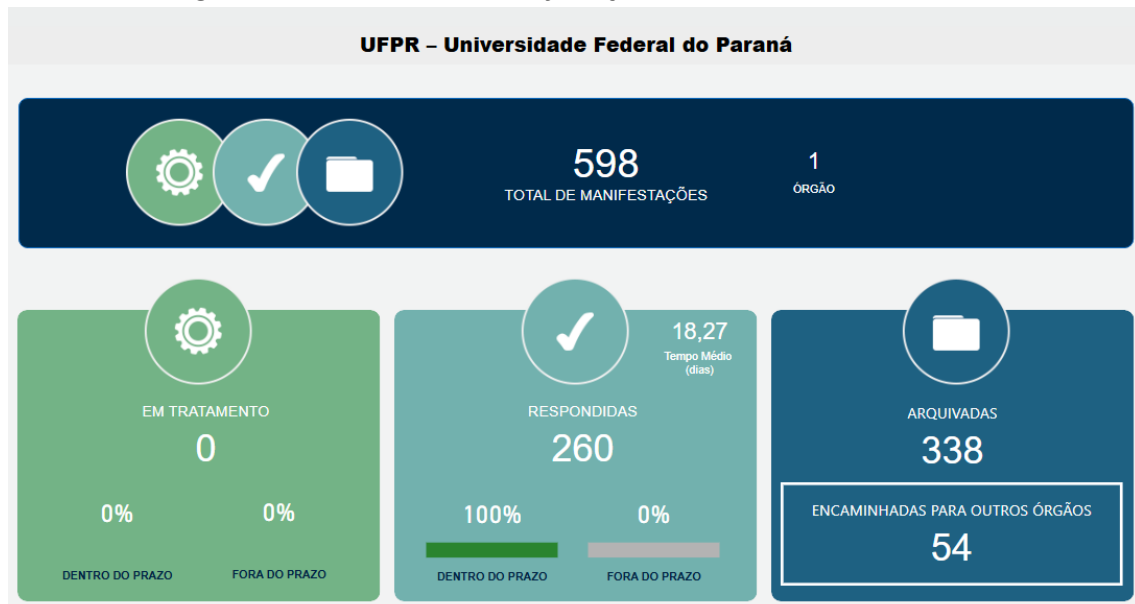 UFPR – Universidade Federal do Paraná
598
TOTAL DE MANIFESTAÇÕES
1
ÓRGÃO
EM TRATAMENTO
0
0%
0%
DENTRO DO PRAZO
FORA DO PRAZO
18,27
Tempo Médio
(dias)
RESPONDIDAS
260
100%
0%
DENTRO DO PRAZO
FORA DO PRAZO
ARQUIVADAS
338
ENCAMINHADAS PARA OUTROS ÓRGÃOS
54